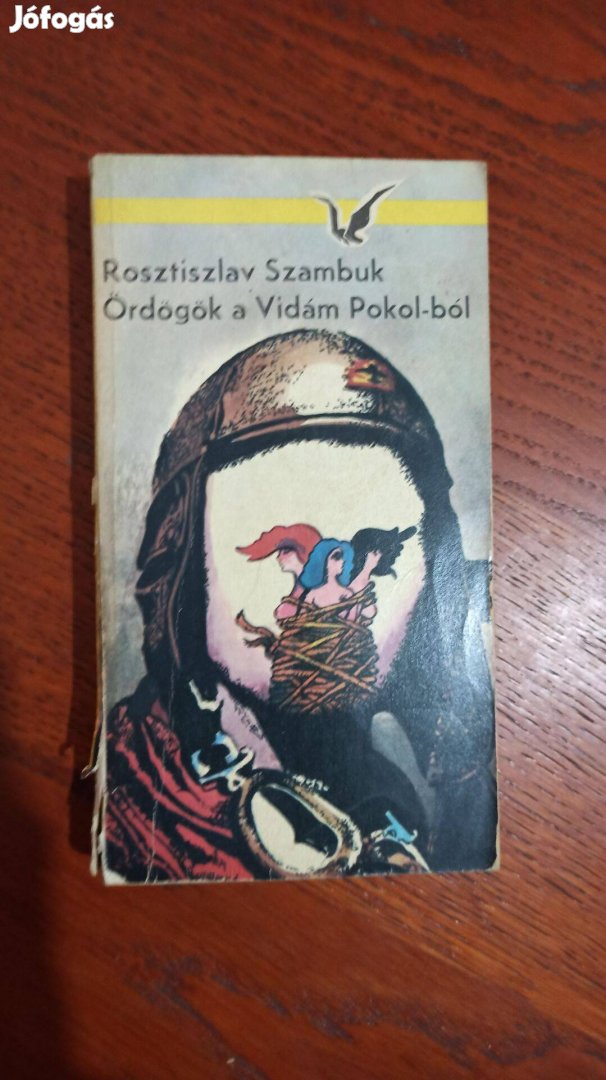 Jófogás
Rosztiszlav Szambuk
Ördögök a Vidám Pokol-ból